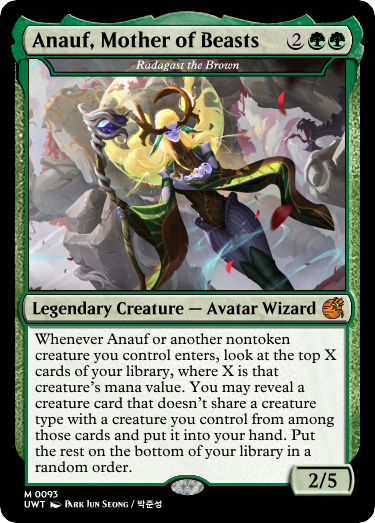 Anauf, Mother of Beasts 2
Radagast the Brown
Legendary Creature — Avatar Wizard
Whenever Anauf or another nontoken
creature you control enters, look at the top X
cards of your library, where X is that
creature's mana value. You may reveal a
creature card that doesn't share a creature
type with a creature you control from among
those cards and put it into your hand. Put
the rest on the bottom of your library in a
random order.
2/5
M 0093
UWT Park Jun Seong / 박준성